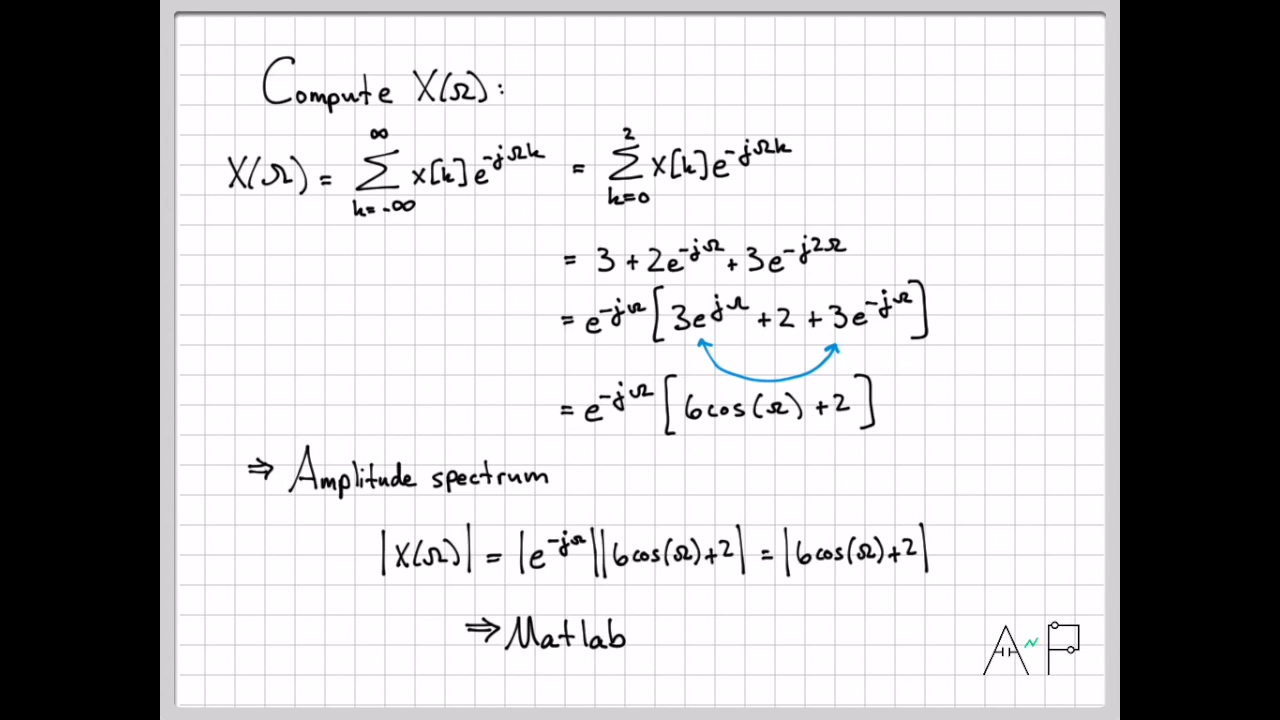 Compute X(Ω):
X(Ω) = ∑_{k=-∞}^{∞} x[k]e^{-jΩk} = ∑_{k=0}^{2} x[k]e^{-jΩk}
= 3 + 2e^{-jΩ} + 3e^{-j2Ω}
= e^{-jΩ}[3e^{jΩ} + 2 + 3e^{-jΩ}]
= e^{-jΩ}[6cos(Ω) + 2]
⇒ Amplitude spectrum
|X(Ω)| = |e^{-jΩ}||6cos(Ω)+2| = |6cos(Ω)+2|
⇒ Matlab
A~P